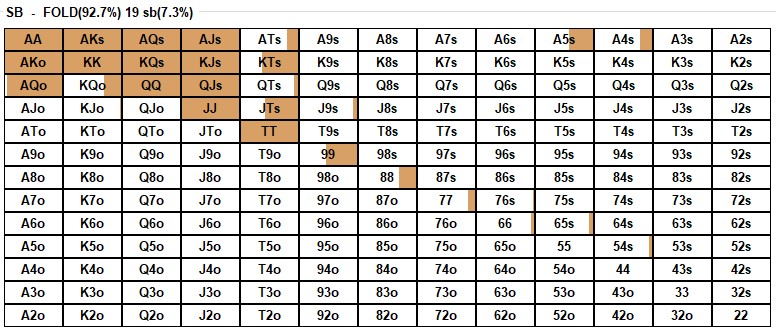 SB - FOLD(92.7%) 19 sb(7.3%)
AA AKs AQs AJs ATs A9s A8s A7s A6s A5s A4s A3s A2s
AKo KK KQs KJs KTs K9s K8s K7s K6s K5s K4s K3s K2s
AQo KQo QQ QJs QTs Q9s Q8s Q7s Q6s Q5s Q4s Q3s Q2s
AJo KJo QJo JJ JTs J9s J8s J7s J6s J5s J4s J3s J2s
ATo KTo QTo JTo TT T9s T8s T7s T6s T5s T4s T3s T2s
A9o K9o Q9o J9o T9o 99 98s 97s 96s 95s 94s 93s 92s
A8o K8o Q8o J8o T8o 98o 88 87s 86s 85s 84s 83s 82s
A7o K7o Q7o J7o T7o 97o 87o 77 76s 75s 74s 73s 72s
A6o K6o Q6o J6o T6o 96o 86o 76o 66 65s 64s 63s 62s
A5o K5o Q5o J5o T5o 95o 85o 75o 65o 55 54s 53s 52s
A4o K4o Q4o J4o T4o 94o 84o 74o 64o 54o 44 43s 42s
A3o K3o Q3o J3o T3o 93o 83o 73o 63o 53o 43o 33 32s
A2o K2o Q2o J2o T2o 92o 82o 72o 62o 52o 42o 32o 22